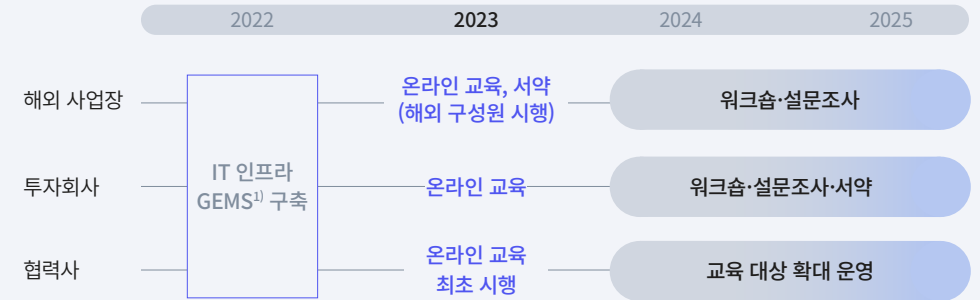 2022 2023 2024 2025
해외 사업장
IT 인프라
GEMS1) 구축
온라인 교육, 서약
(해외 구성원 시행)
워크숍·설문조사
투자회사
온라인 교육
워크숍·설문조사·서약
협력사
온라인 교육
최초 시행
교육 대상 확대 운영